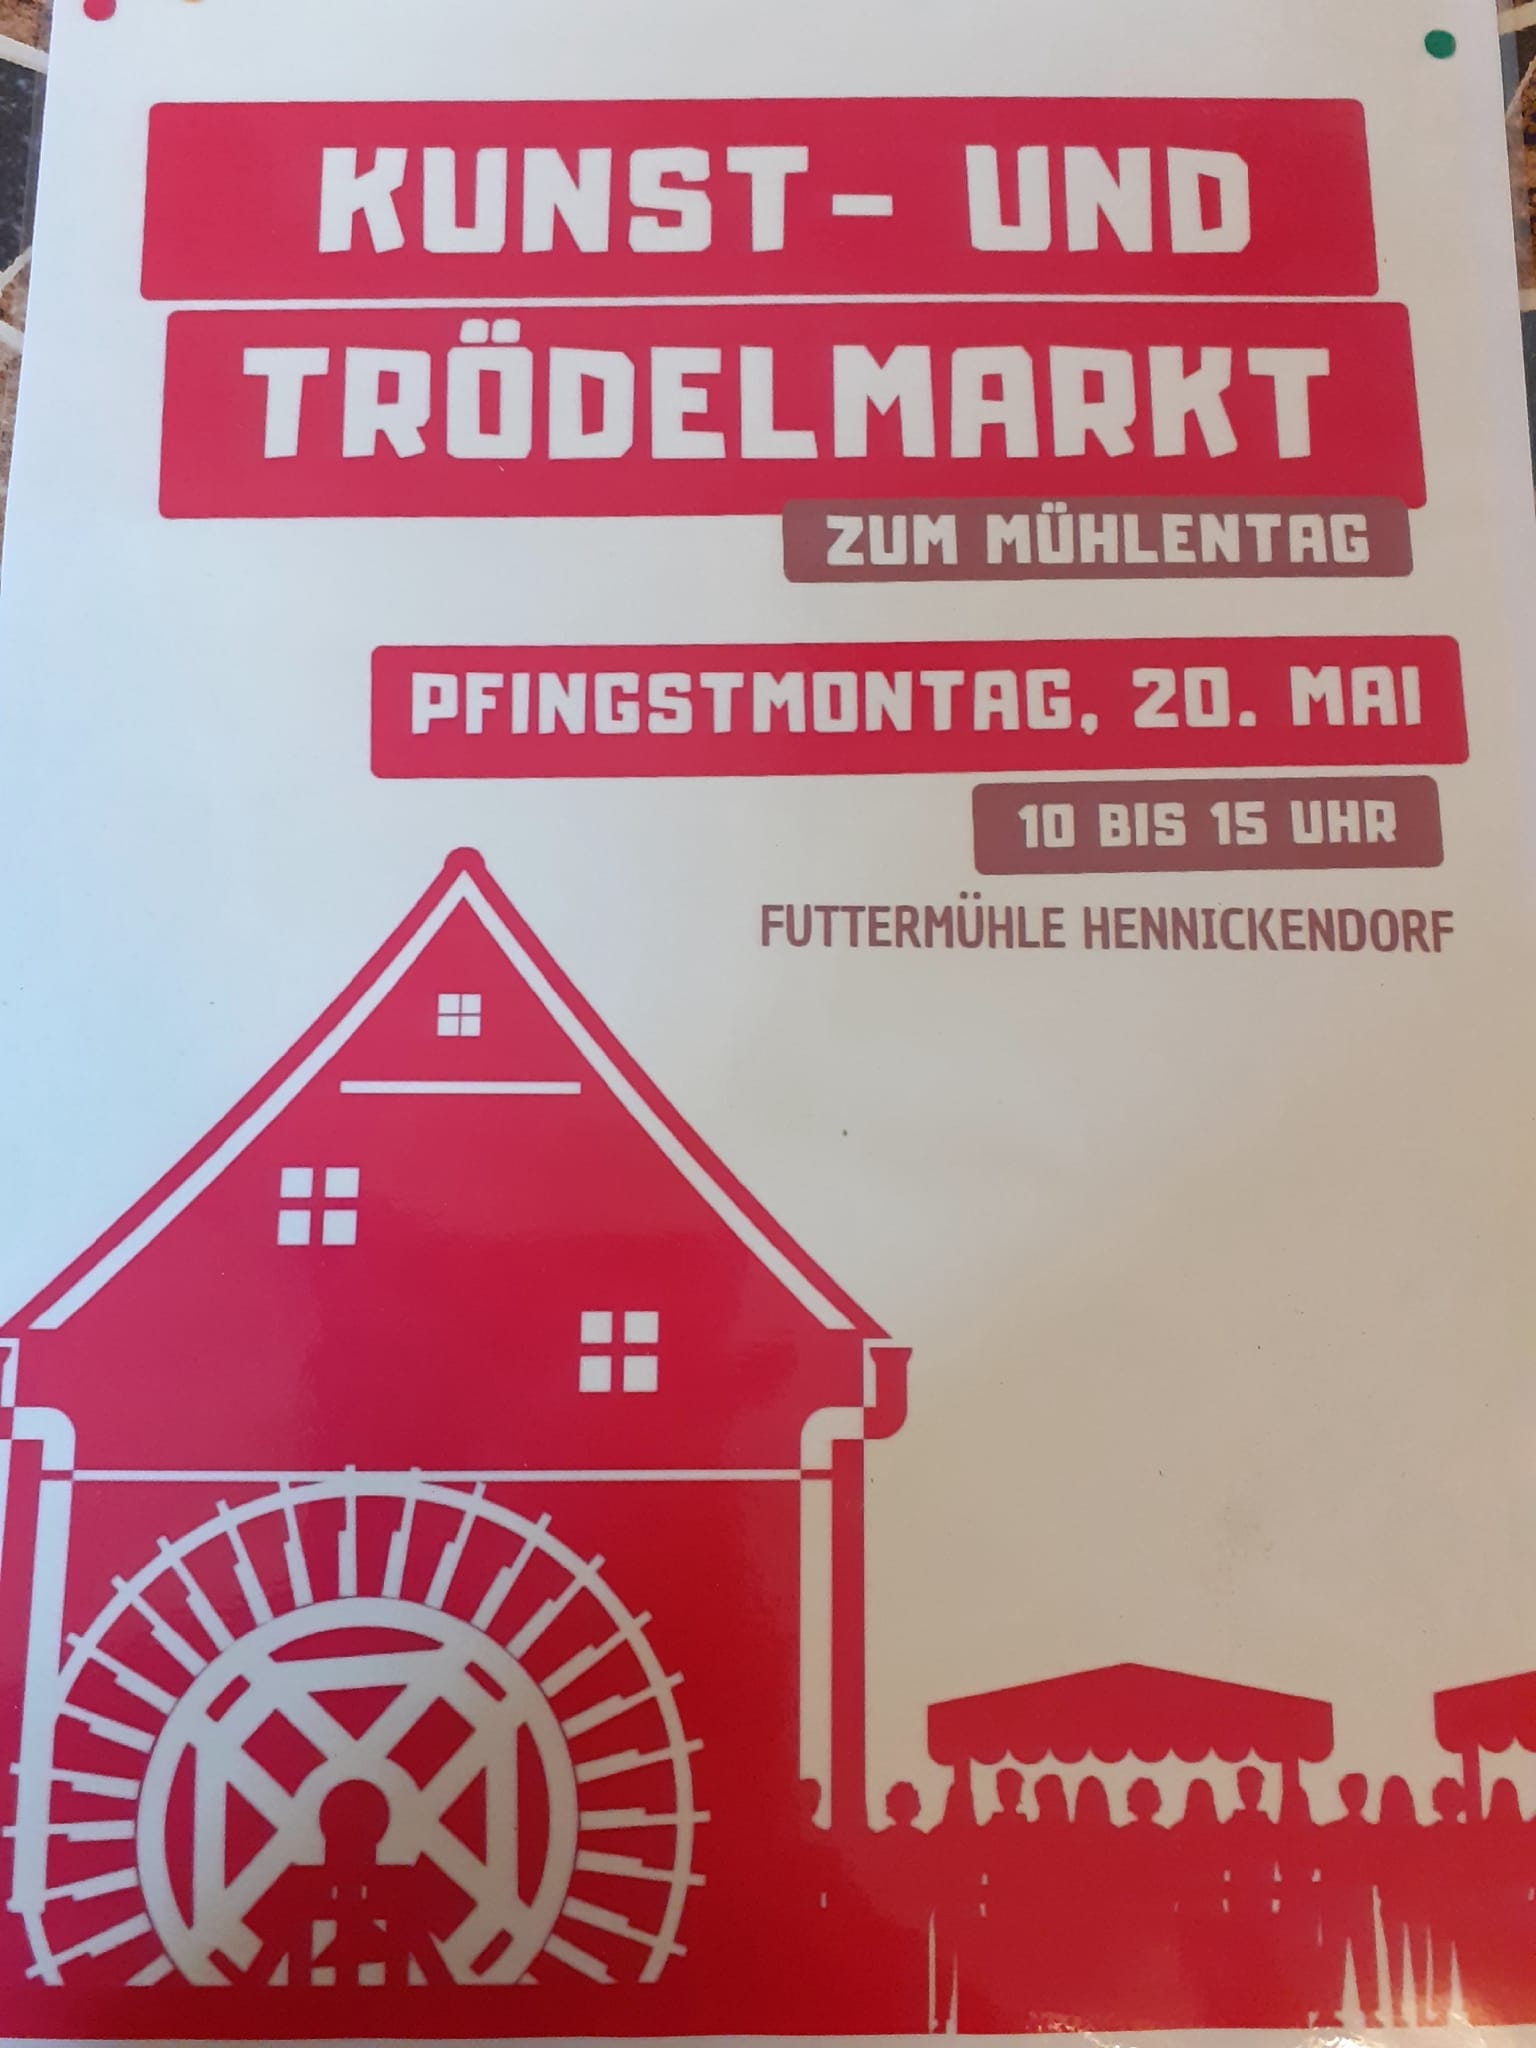 KUNST- UND
TRÖDELMARKT
ZUM MÜHLENTAG
PFINGSTMONTAG, 20. MAI
10 BIS 15 UHR
FUTTERMÜHLE HENNICKENDORF